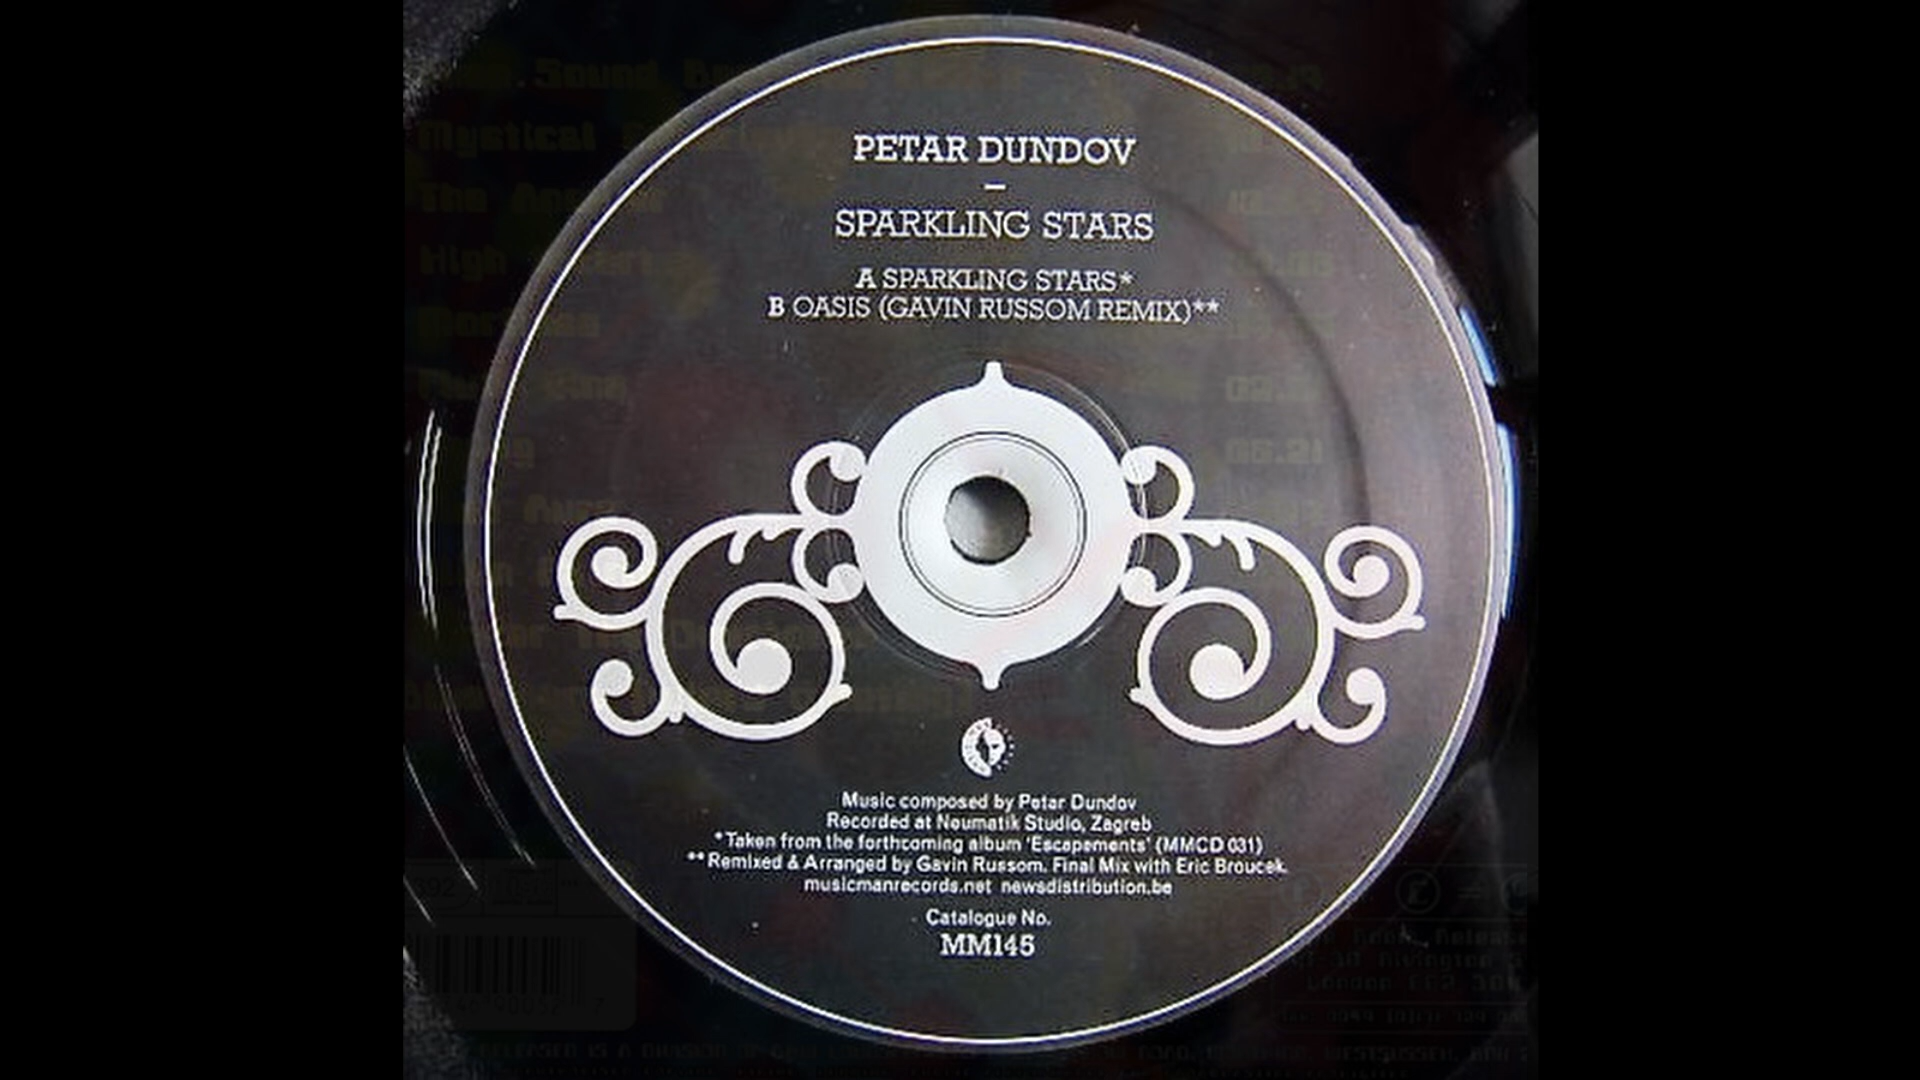 PETAR DUNDOV
–
SPARKLING STARS
A SPARKLING STARS*
B OASIS (GAVIN RUSSOM REMIX)**
Music composed by Petar Dundov
Recorded at Neumatik Studio, Zagreb
*Taken from the forthcoming album 'Escapements' (MMCD 031)
**Remixed & Arranged by Gavin Russom. Final Mix with Eric Broucek.
musicmanrecords.net newsdistribution.be
Catalogue No.
MM145